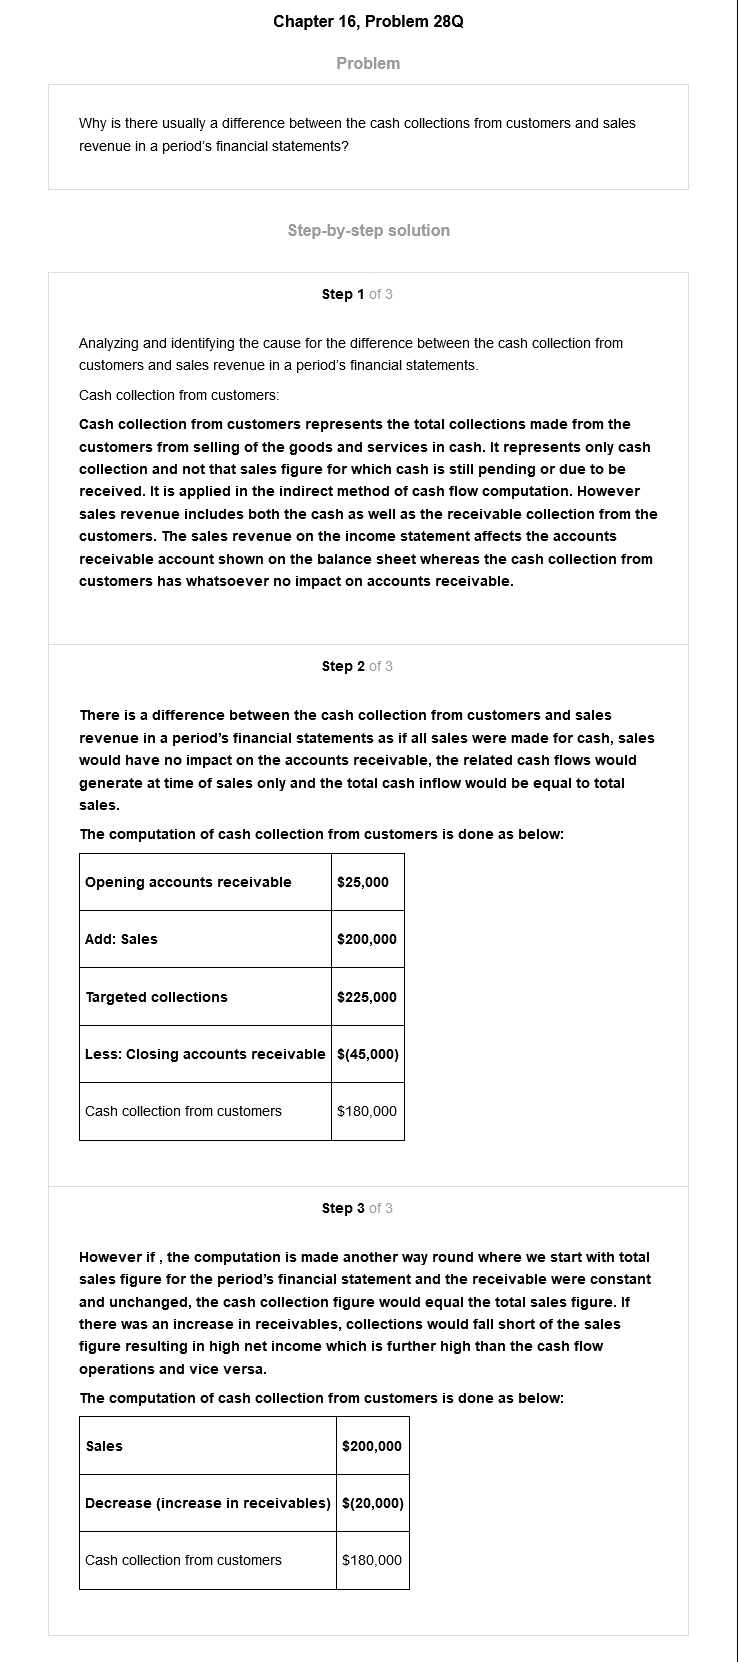 Chapter 16, Problem 28Q
Problem
Why is there usually a difference between the cash collections from customers and sales
revenue in a period's financial statements?
Step-by-step solution
Step 1 of 3
Analyzing and identifying the cause for the difference between the cash collection from
customers and sales revenue in a period's financial statements.
Cash collection from customers:
Cash collection from customers represents the total collections made from the
customers from selling of the goods and services in cash. It represents only cash
collection and not that sales figure for which cash is still pending or due to be
received. It is applied in the indirect method of cash flow computation. However
sales revenue includes both the cash as well as the receivable collection from the
customers. The sales revenue on the income statement affects the accounts
receivable account shown on the balance sheet whereas the cash collection from
customers has whatsoever no impact on accounts receivable.
Step 2 of 3
There is a difference between the cash collection from customers and sales
revenue in a period's financial statements as if all sales were made for cash, sales
would have no impact on the accounts receivable, the related cash flows would
generate at time of sales only and the total cash inflow would be equal to total
sales.
The computation of cash collection from customers is done as below:
Opening accounts receivable $25,000
Add: Sales $200,000
Targeted collections $225,000
Less: Closing accounts receivable $(45,000)
Cash collection from customers $180,000
Step 3 of 3
However if , the computation is made another way round where we start with total
sales figure for the period's financial statement and the receivable were constant
and unchanged, the cash collection figure would equal the total sales figure. If
there was an increase in receivables, collections would fall short of the sales
figure resulting in high net income which is further high than the cash flow
operations and vice versa.
The computation of cash collection from customers is done as below:
Sales $200,000
Decrease (increase in receivables) $(20,000)
Cash collection from customers $180,000